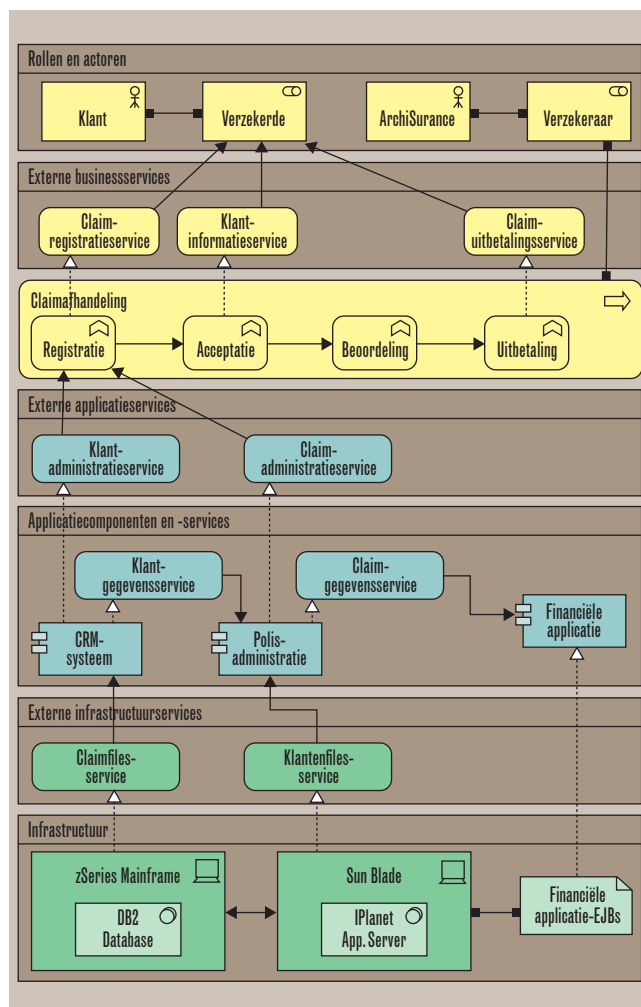 Rollen en actoren
Klant
Verzekerde
ArchiSurance
Verzekeraar
Externe businessservices
Claim-
registratieservice
Klant-
informatieservice
Claim-
uitbetalingsservice
Claimafhandeling
Registratie
Acceptatie
Beoordeling
Uitbetaling
Externe applicatieservices
Klant-
administratieservice
Claim-
administratieservice
Applicatiecomponenten en -services
Klant-
gegevensservice
Claim-
gegevensservice
CRM-
systeem
Polis-
administratie
Financiële
applicatie
Externe infrastructuurservices
Claimfiles-
service
Klantenfiles-
service
Infrastructuur
zSeries Mainframe
DB2
Database
Sun Blade
IPlanet
App. Server
Financiële
applicatie-EJBs